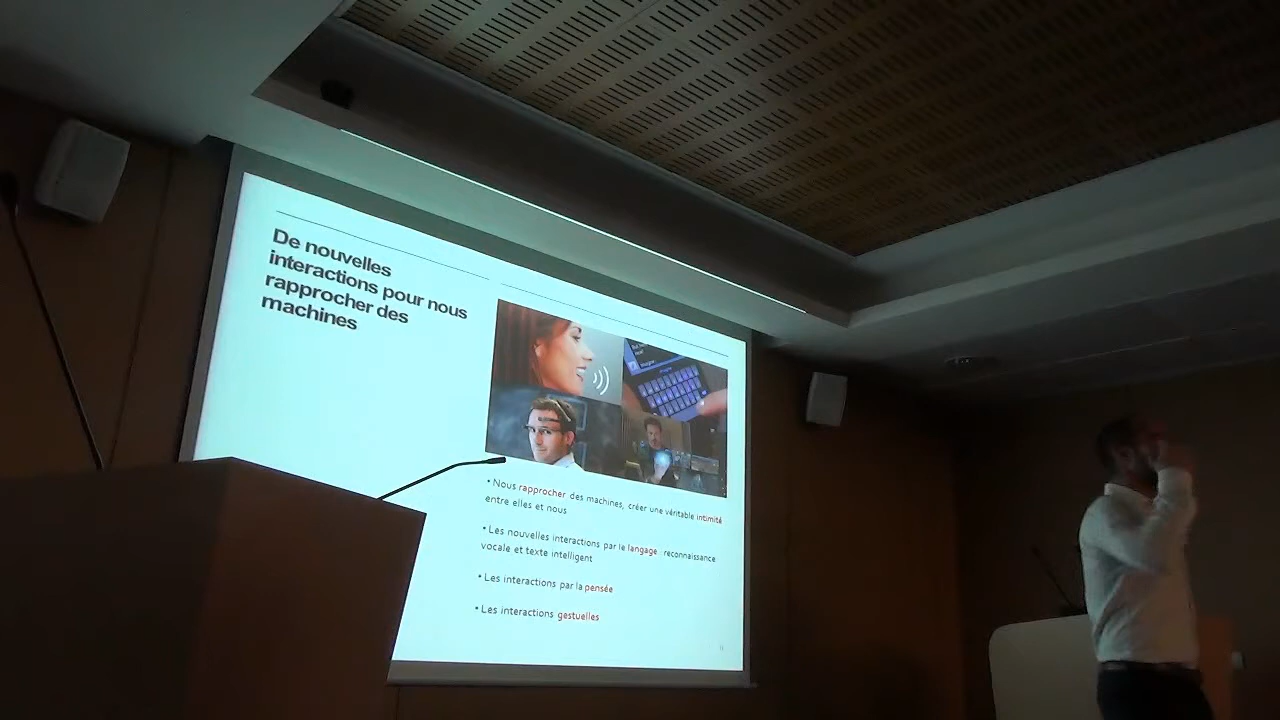 De nouvelles
interactions pour nous
rapprocher des
machines
• Nous rapprocher des machines, créer une véritable intimité
entre elles et nous
• Les nouvelles interactions par le langage : reconnaissance
vocale et texte intelligent
• Les interactions par la pensée
• Les interactions gestuelles